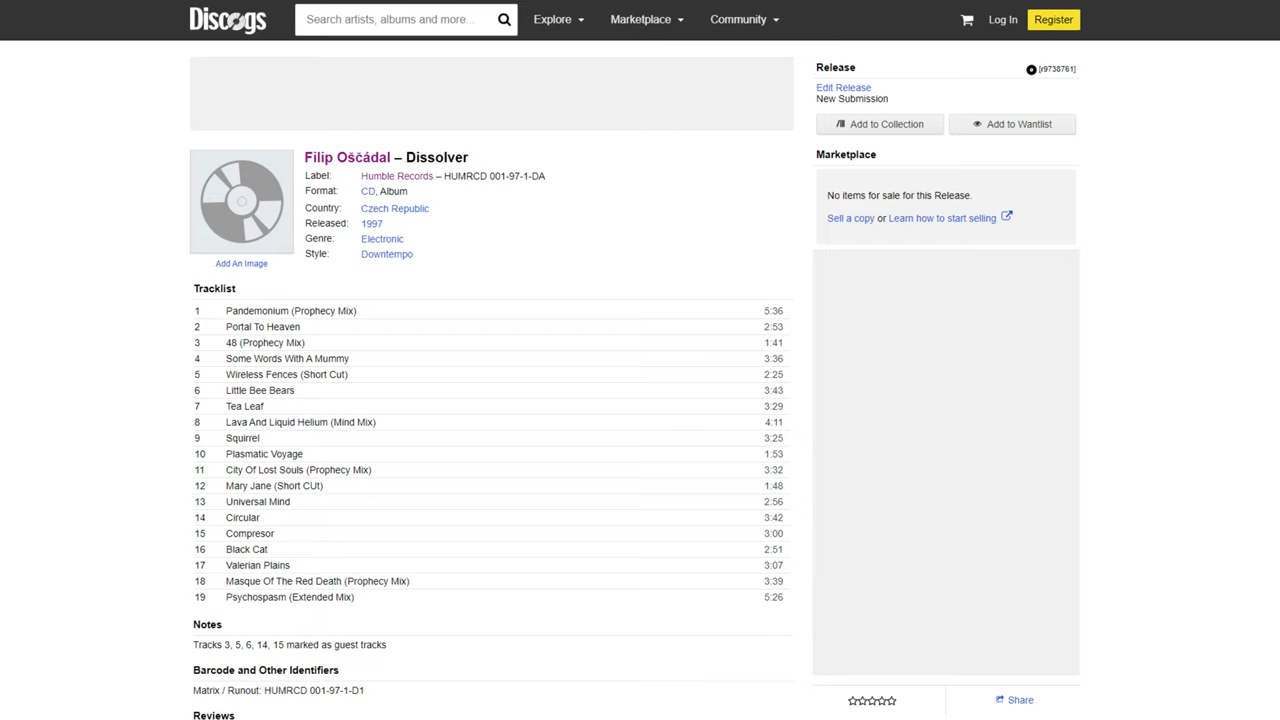 Discogs Search artists, albums and more... Explore Marketplace Community Log In Register
Release [r9738761]
Edit Release
New Submission
Add to Collection Add to Wantlist
Marketplace
No items for sale for this Release.
Sell a copy or Learn how to start selling
Filip Oščádal – Dissolver
Label: Humble Records – HUMRCD 001-97-1-DA
Format: CD, Album
Country: Czech Republic
Released: 1997
Genre: Electronic
Style: Downtempo
Add An Image
Tracklist
1 Pandemonium (Prophecy Mix) 5:36
2 Portal To Heaven 2:53
3 48 (Prophecy Mix) 1:41
4 Some Words With A Mummy 3:36
5 Wireless Fences (Short Cut) 2:25
6 Little Bee Bears 3:43
7 Tea Leaf 3:29
8 Lava And Liquid Helium (Mind Mix) 4:11
9 Squirrel 3:25
10 Plasmatic Voyage 1:53
11 City Of Lost Souls (Prophecy Mix) 3:32
12 Mary Jane (Short CUt) 1:48
13 Universal Mind 2:56
14 Circular 3:42
15 Compresor 3:00
16 Black Cat 2:51
17 Valerian Plains 3:07
18 Masque Of The Red Death (Prophecy Mix) 3:39
19 Psychospasm (Extended Mix) 5:26
Notes
Tracks 3, 5, 6, 14, 15 marked as guest tracks
Barcode and Other Identifiers
Matrix / Runout: HUMRCD 001-97-1-D1
Reviews
Share